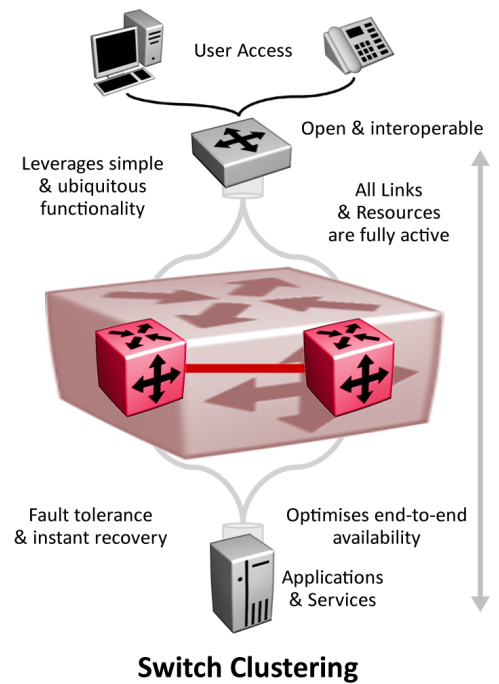 User Access
Open & interoperable
Leverages simple
& ubiquitous
functionality
All Links
& Resources
are fully active
Fault tolerance
& instant recovery
Optimises end-to-end
availability
Applications
& Services
Switch Clustering